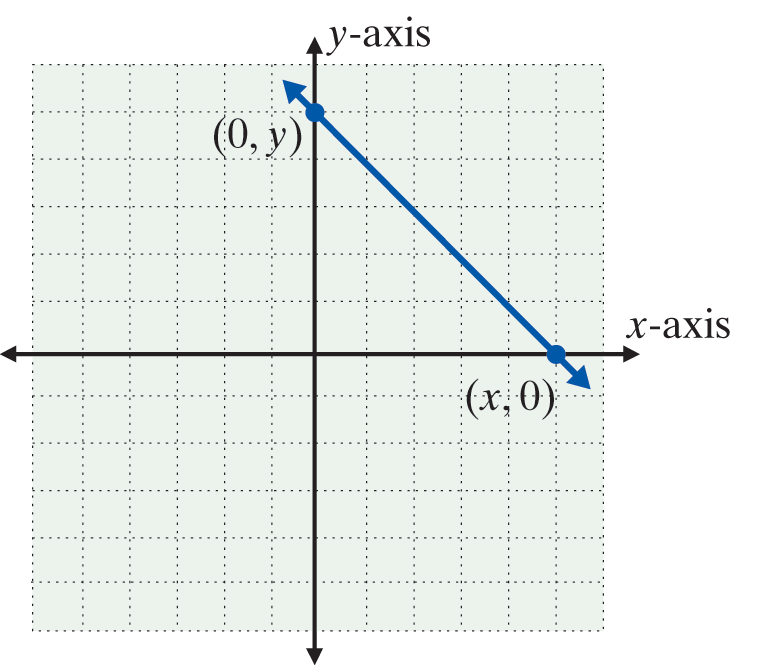 y-axis
(0, y)
x-axis
(x, 0)